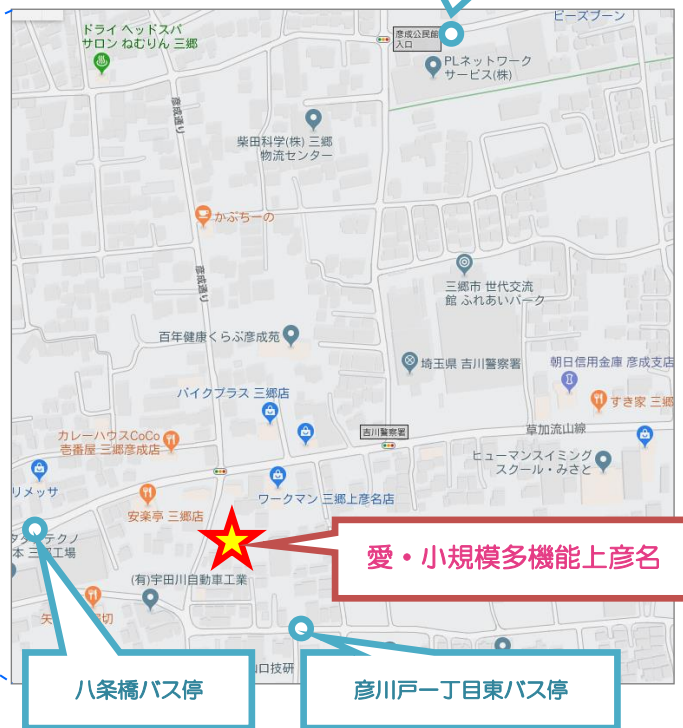 ビーズブーン
ドライ ヘッドスパ
サロン ねむりん 三郷
彦成公民館
入口
PLネットワーク
サービス(株)
彦成通り
柴田科学(株) 三郷
物流センター
かぷちーの
彦成通り
三郷市 世代交流
館 ふれあいパーク
百年健康くらぶ彦成苑
埼玉県 吉川警察署
朝日信用金庫 彦成支店
すき家 三郷
バイクプラス 三郷店
吉川警察署
草加流山線
カレーハウスCoCo
壱番屋 三郷彦成店
ヒューマンスイミング
スクール・みさと
リメッサ
ワークマン 三郷上彦名店
安楽亭 三郷店
テクノ
工場
愛・小規模多機能上彦名
(有)宇田川自動車工業
八条橋バス停
彦川戸一丁目東バス停
口技研